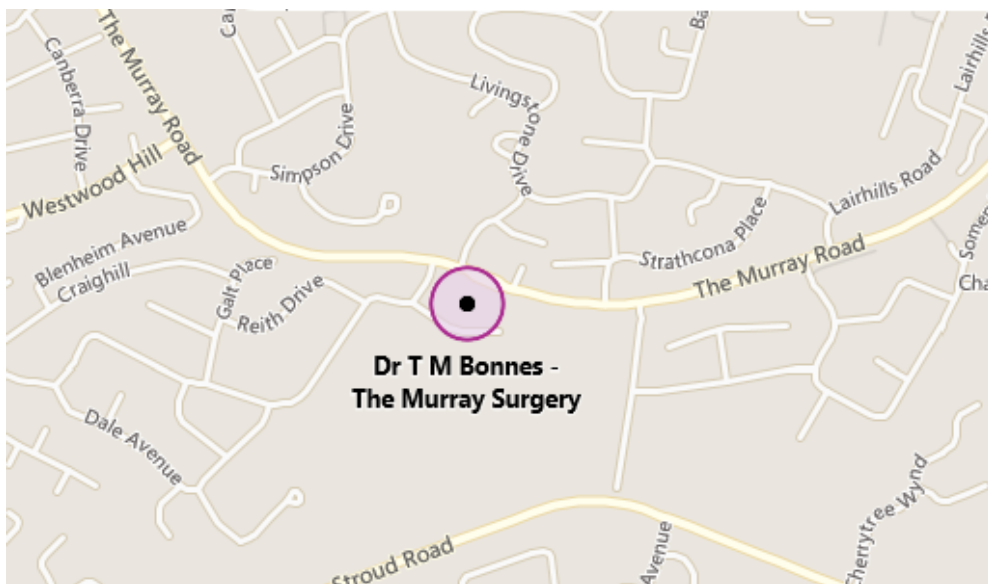 The Murray Road
Canberra Drive
Westwood Hill
Simpson Drive
Livingstone Drive
Lairhills
Lairhills Road
Blenheim Avenue
Craighill
Galt Place
Reith Drive
Strathcona Place
The Murray Road
Dr T M Bonnes -
The Murray Surgery
Dale Avenue
Stroud Road
Avenue
Cherrytree Wynd